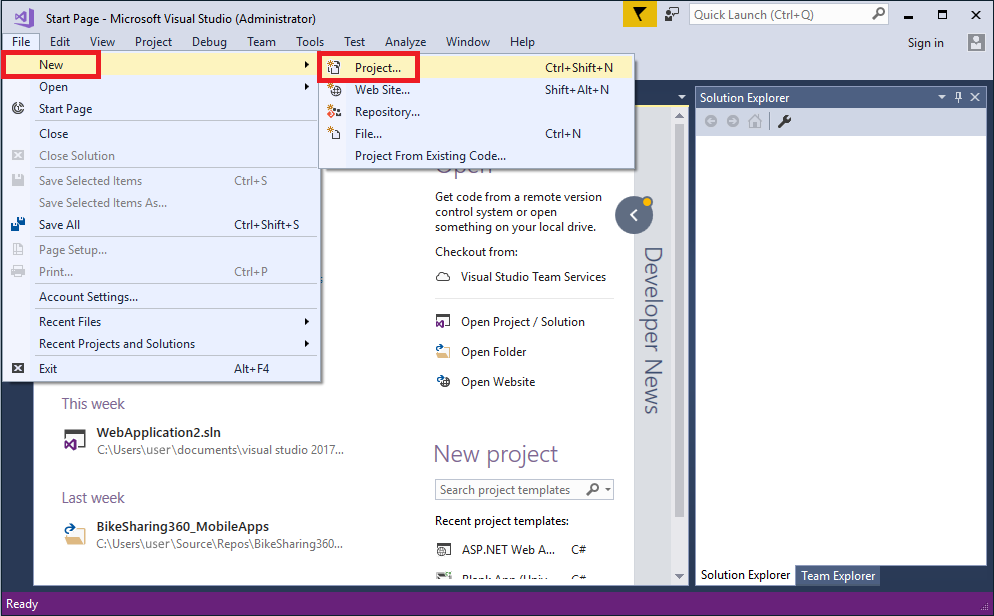 Start Page - Microsoft Visual Studio (Administrator)
Quick Launch (Ctrl+Q)
File Edit View Project Debug Team Tools Test Analyze Window Help
Sign in
New
Open
Start Page
Close
Close Solution
Save Selected Items Ctrl+S
Save Selected Items As...
Save All Ctrl+Shift+S
Page Setup...
Print... Ctrl+P
Account Settings...
Recent Files
Recent Projects and Solutions
Exit Alt+F4
Project... Ctrl+Shift+N
Web Site... Shift+Alt+N
Repository...
File... Ctrl+N
Project From Existing Code...
This week
WebApplication2.sln
C:\Users\user\documents\visual studio 2017...
Last week
BikeSharing360_MobileApps
C:\Users\user\Source\Repos\BikeSharing360...
Open
Get code from a remote version
control system or open
something on your local drive.
Checkout from:
Visual Studio Team Services
Open Project / Solution
Open Folder
Open Website
New project
Search project templates
Recent project templates:
ASP.NET Web A... C#
Blank App (Univ... C#
Developer News
Solution Explorer
Solution Explorer Team Explorer
Ready